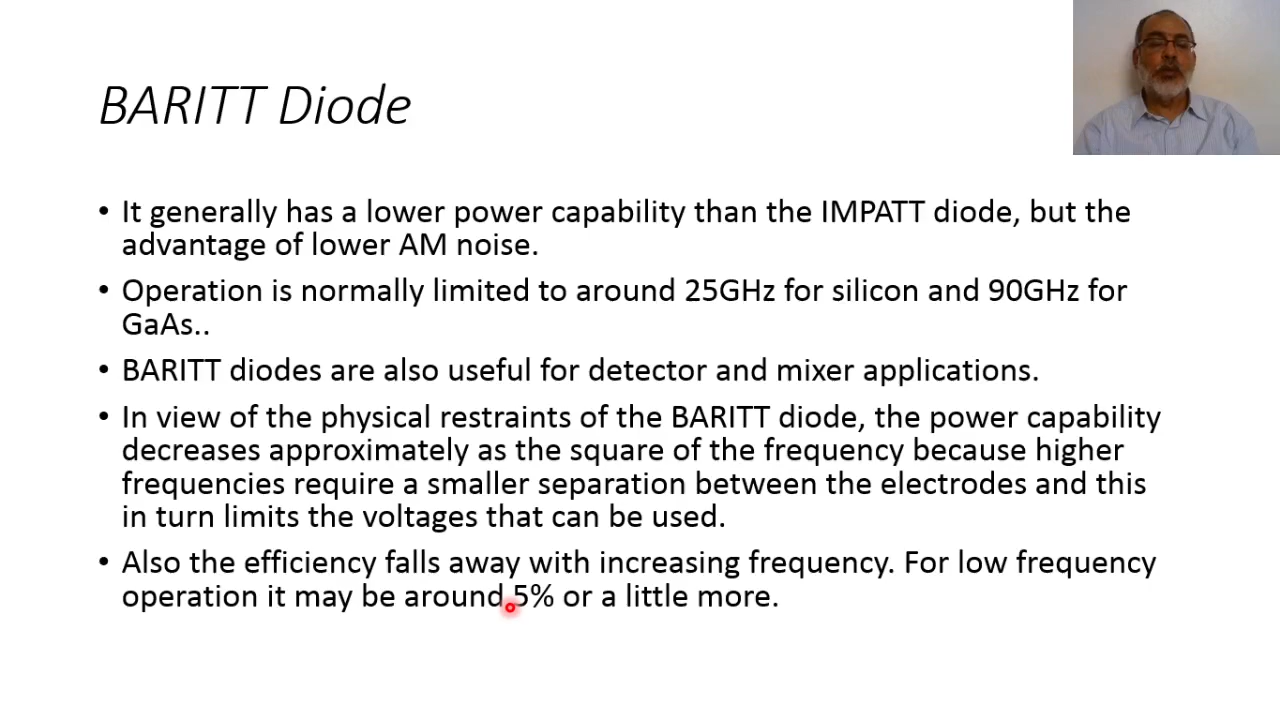 BARITT Diode
• It generally has a lower power capability than the IMPATT diode, but the
advantage of lower AM noise.
• Operation is normally limited to around 25GHz for silicon and 90GHz for
GaAs..
• BARITT diodes are also useful for detector and mixer applications.
• In view of the physical restraints of the BARITT diode, the power capability
decreases approximately as the square of the frequency because higher
frequencies require a smaller separation between the electrodes and this
in turn limits the voltages that can be used.
• Also the efficiency falls away with increasing frequency. For low frequency
operation it may be around 5% or a little more.